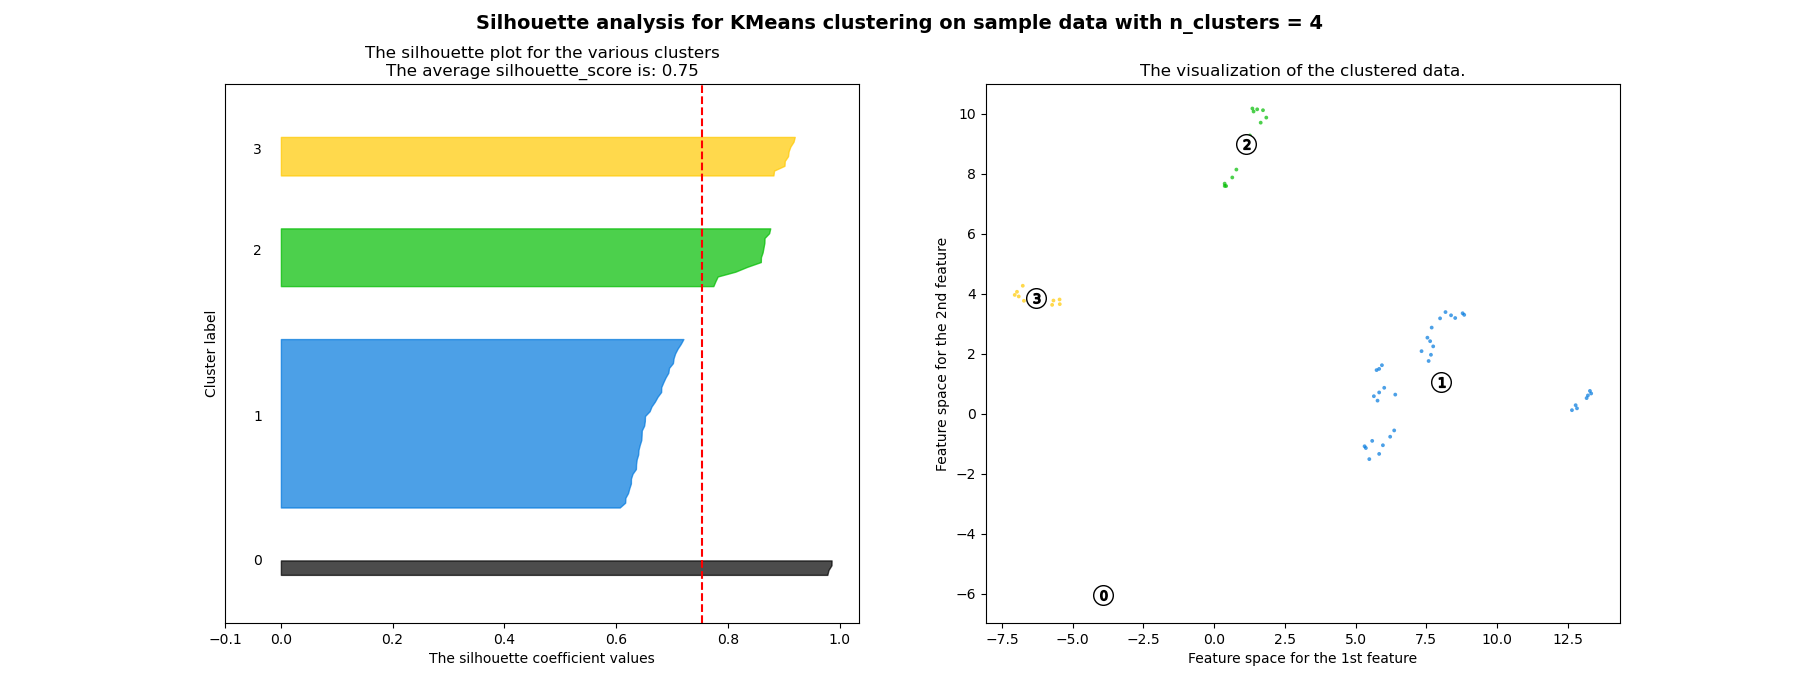 Silhouette analysis for KMeans clustering on sample data with n_clusters = 4
The silhouette plot for the various clusters
The average silhouette_score is: 0.75
3
2
1
0
Cluster label
−0.1 0.0 0.2 0.4 0.6 0.8 1.0
The silhouette coefficient values
The visualization of the clustered data.
10
8
6
4
2
0
−2
−4
−6
Feature space for the 2nd feature
2
3
1
0
−7.5 −5.0 −2.5 0.0 2.5 5.0 7.5 10.0 12.5
Feature space for the 1st feature